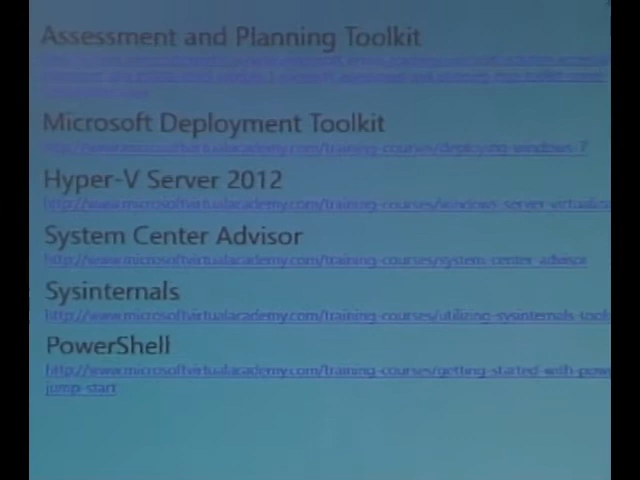 Assessment and Planning Toolkit
Microsoft Deployment Toolkit
http://www.microsoftvirtualacademy.com/training-courses/deploying-windows-7
Hyper-V Server 2012
http://www.microsoftvirtualacademy.com/training-courses/windows-server-virtualiza
System Center Advisor
http://www.microsoftvirtualacademy.com/training-courses/system-center-advisor
Sysinternals
http://www.microsoftvirtualacademy.com/training-courses/utilizing-sysinternals-tools
PowerShell
http://www.microsoftvirtualacademy.com/training-courses/getting-started-with-pow
jump-start